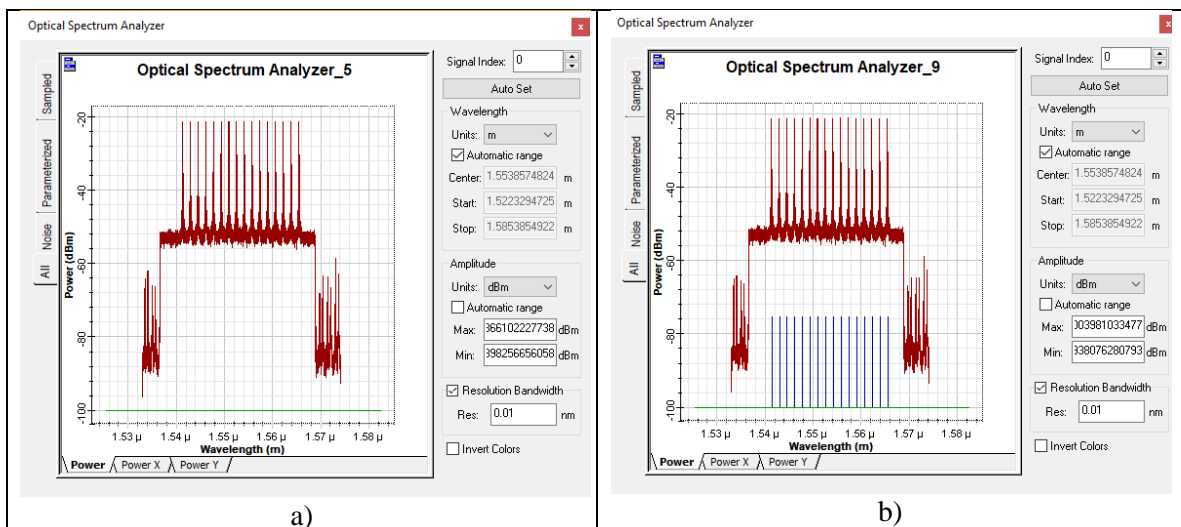 Optical Spectrum Analyzer
x
Optical Spectrum Analyzer_5
Signal Index: 0
Auto Set
Wavelength
Units: m
Automatic range
Center: 1.5538574824 m
Start: 1.5223294725 m
Stop: 1.5853854922 m
Amplitude
Units: dBm
Automatic range
Max: 366102227738 dBm
Min: 398256656058 dBm
Resolution Bandwidth
Res: 0.01 nm
Invert Colors
Sampled
Parameterized
Noise
All
Power (dBm)
-20
-40
-60
-80
-100
1.53 µ 1.54 µ 1.55 µ 1.56 µ 1.57 µ 1.58 µ
Wavelength (m)
Power Power X Power Y
a)
Optical Spectrum Analyzer
x
Optical Spectrum Analyzer_9
Signal Index: 0
Auto Set
Wavelength
Units: m
Automatic range
Center: 1.5538574824 m
Start: 1.5223294725 m
Stop: 1.5853854922 m
Amplitude
Units: dBm
Automatic range
Max: 003981033477 dBm
Min: 338076280793 dBm
Resolution Bandwidth
Res: 0.01 nm
Invert Colors
Sampled
Parameterized
Noise
All
Power (dBm)
-20
-40
-60
-80
-100
1.53 µ 1.54 µ 1.55 µ 1.56 µ 1.57 µ 1.58 µ
Wavelength (m)
Power Power X Power Y
b)